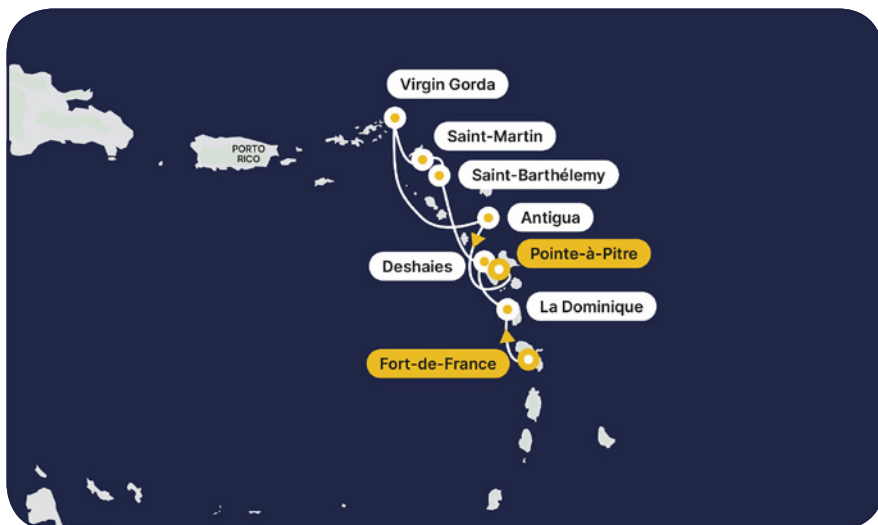 Virgin Gorda
Saint-Martin
PORTO
RICO
Saint-Barthélemy
Antigua
Pointe-à-Pitre
Deshaies
La Dominique
Fort-de-France